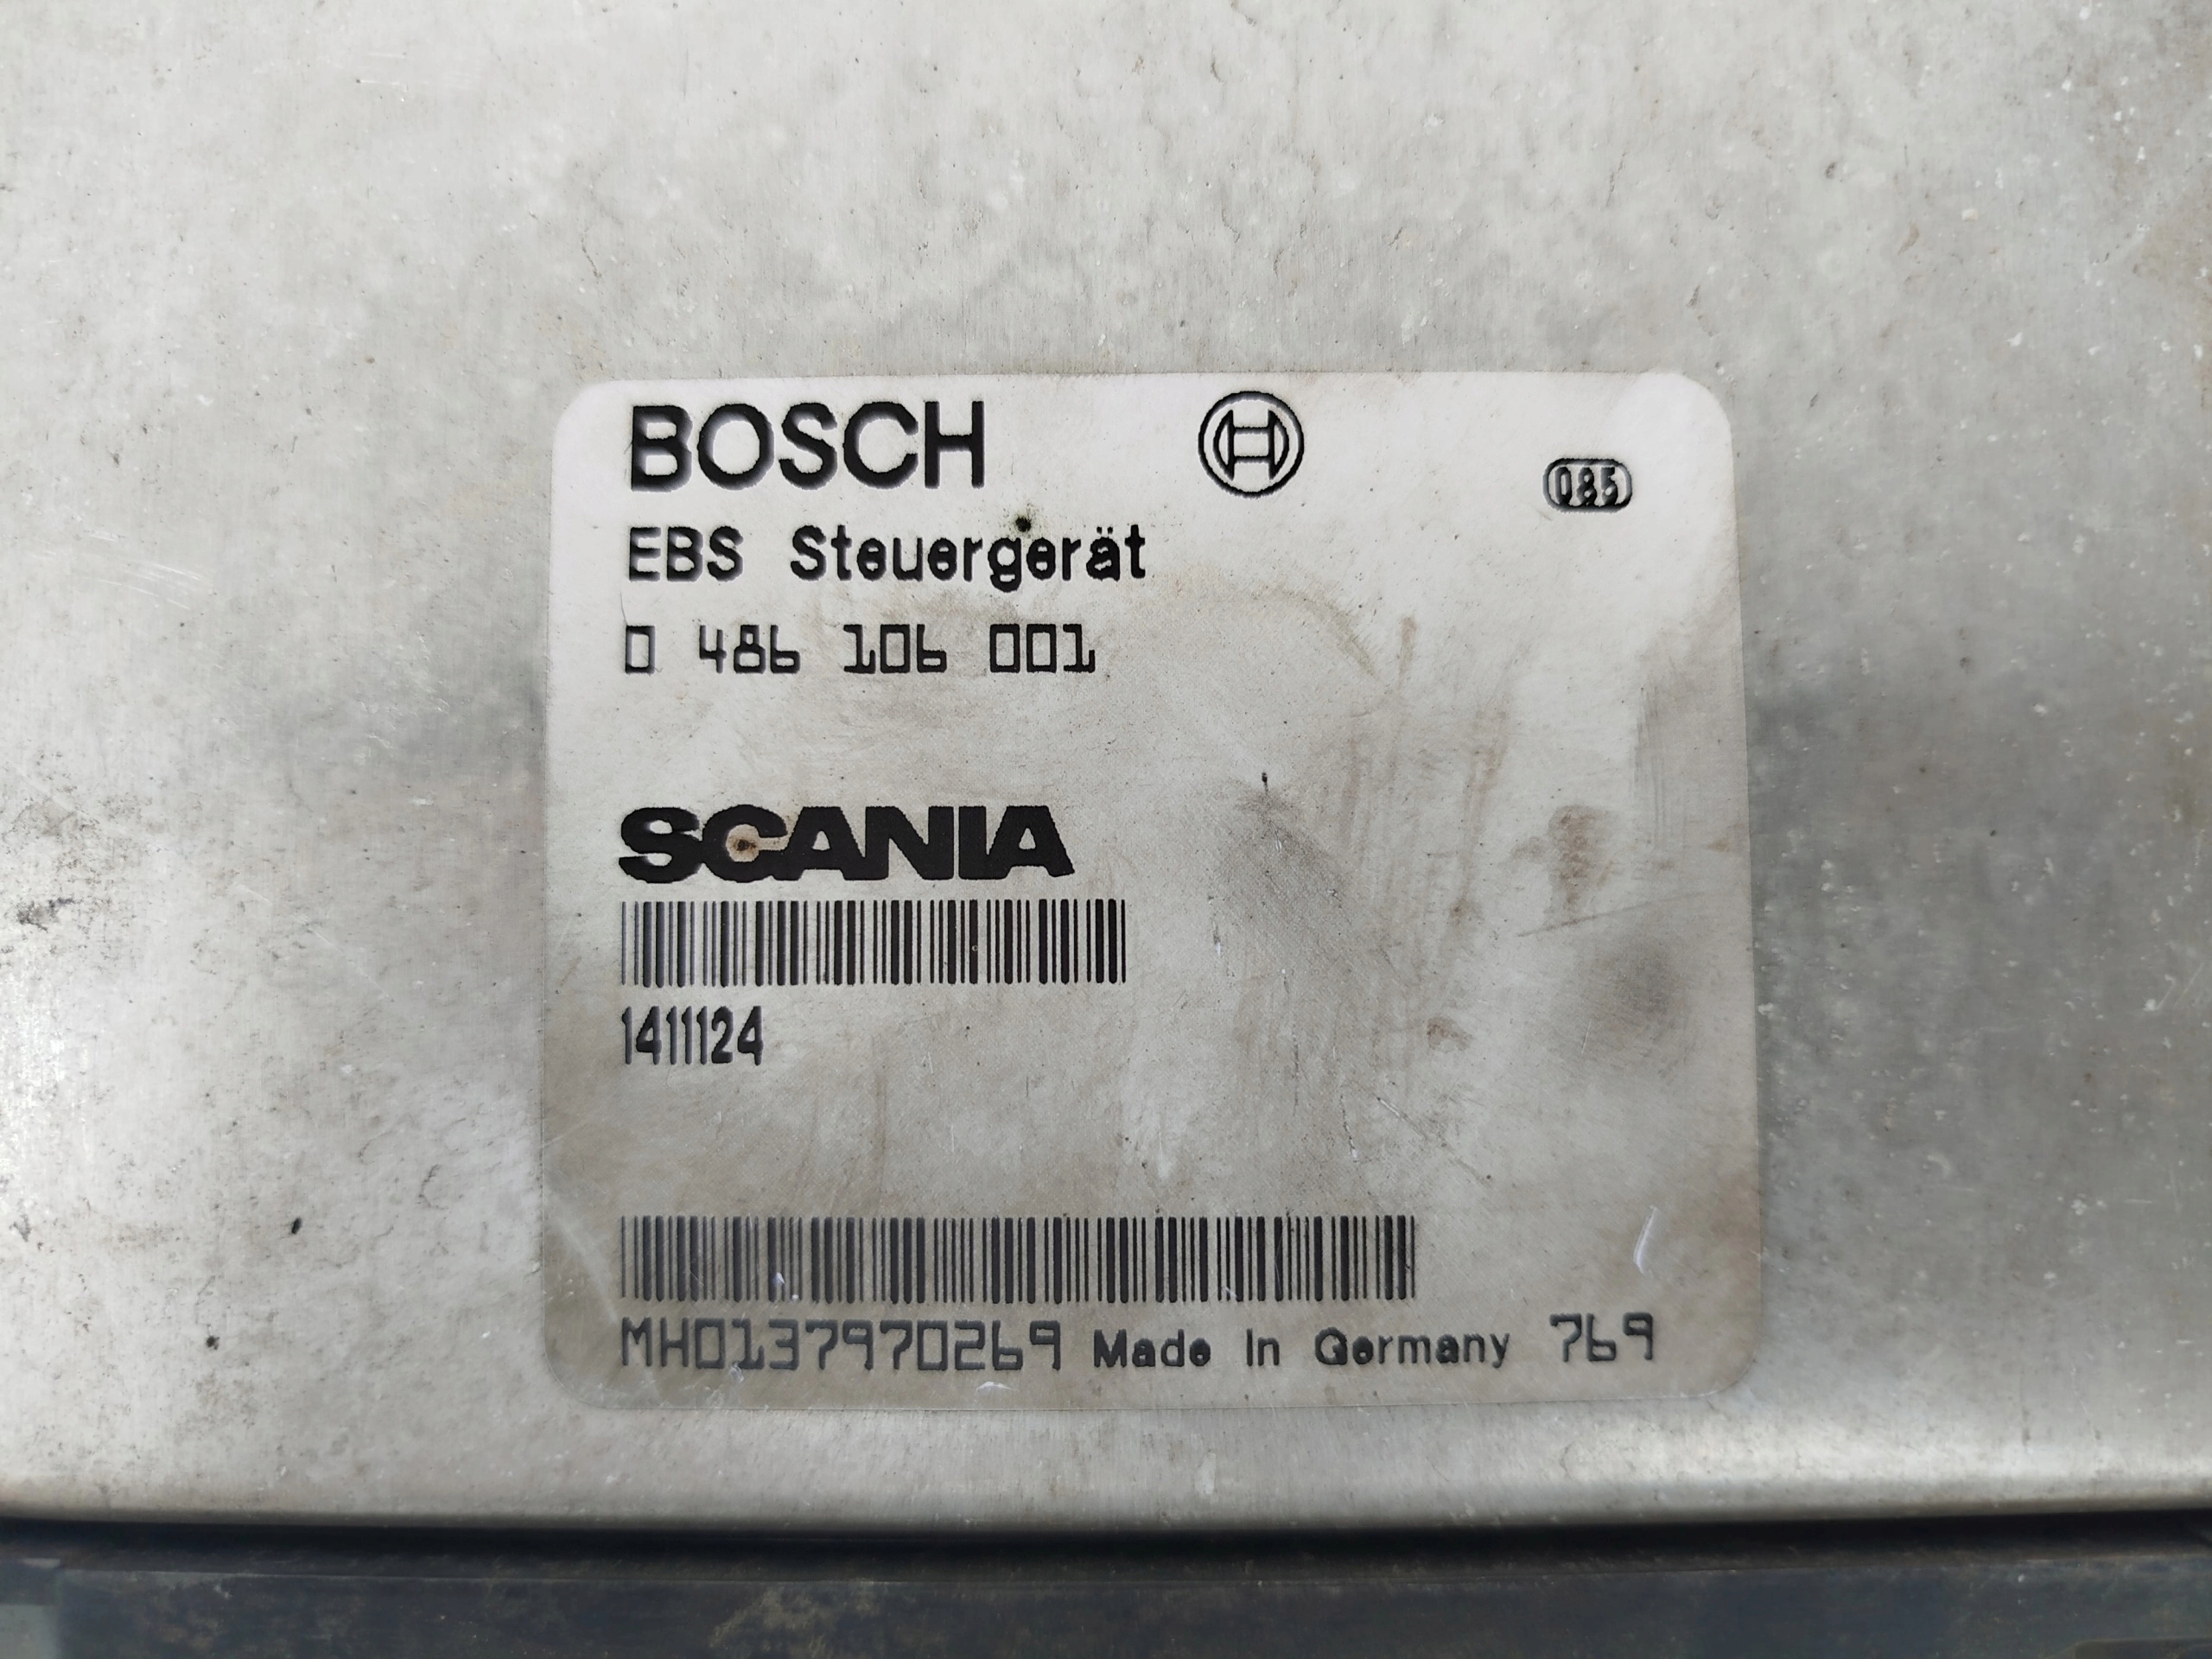 BOSCH
085
EBS Steuergerät
0 486 106 001
SCANIA
1411124
MH0137970269 Made In Germany 769